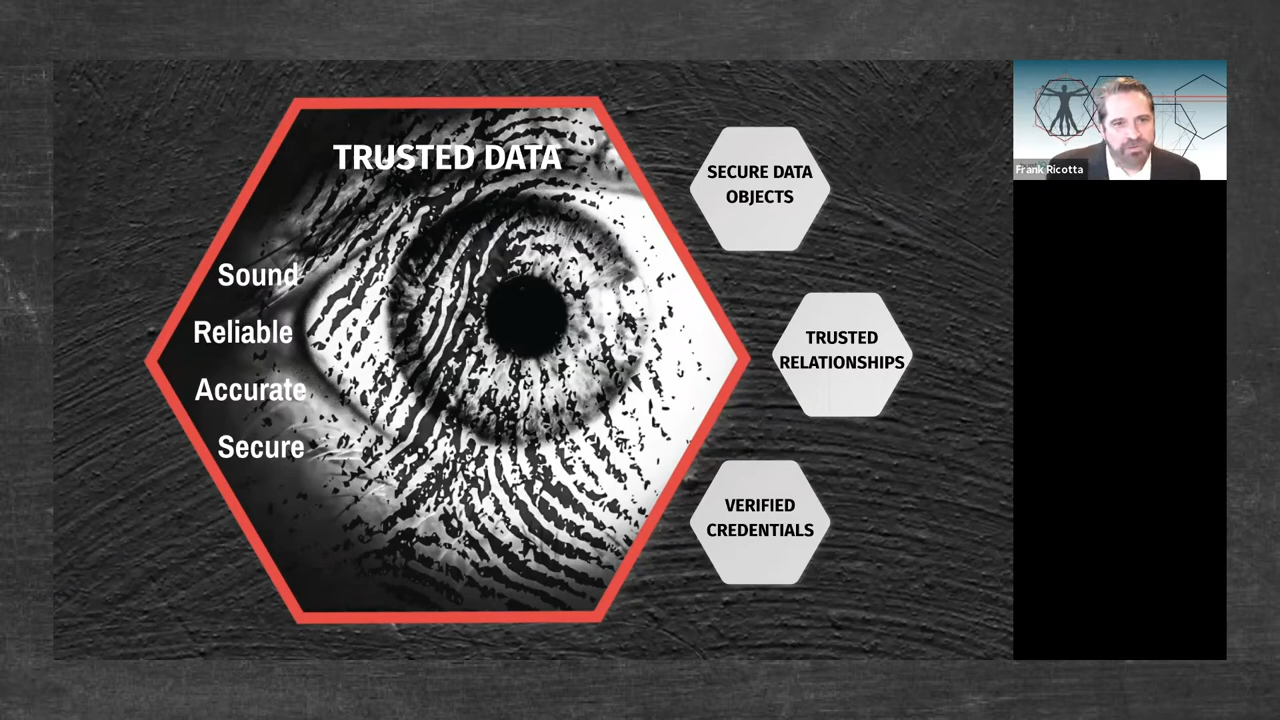 TRUSTED DATA
Sound
Reliable
Accurate
Secure
SECURE DATA
OBJECTS
TRUSTED
RELATIONSHIPS
VERIFIED
CREDENTIALS
Frank Ricotta